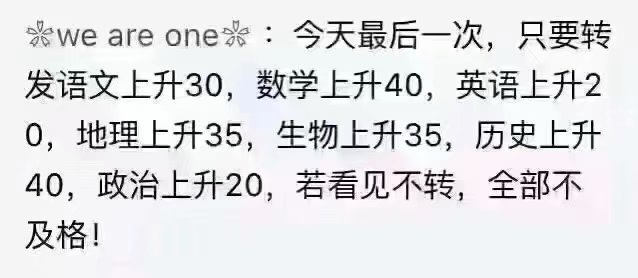 ❀we are one❀：今天最后一次，只要转
发语文上升30，数学上升40，英语上升2
0，地理上升35，生物上升35，历史上升
40，政治上升20，若看见不转，全部不
及格！